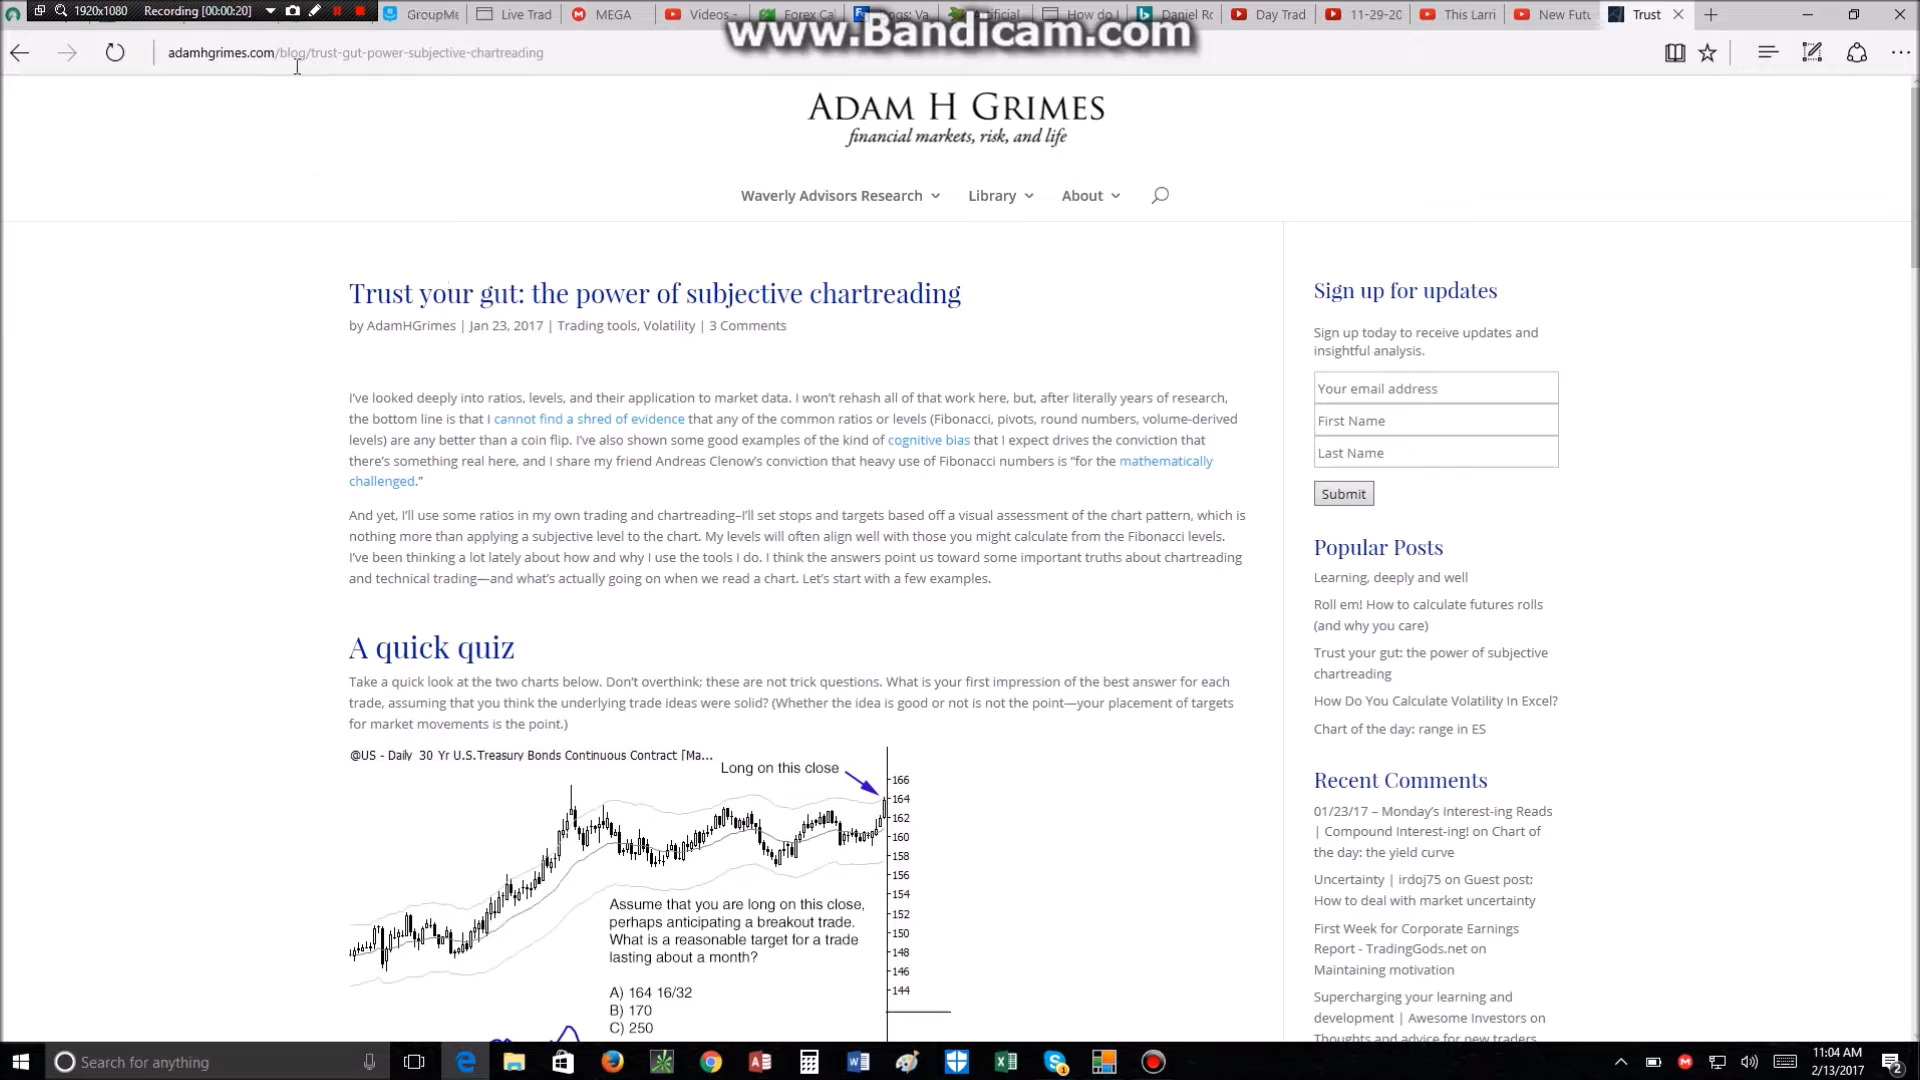 1920x1080 Recording [00:00:20]
GroupMe
Live Trad
MEGA
Videos -
Forex Ca
How do I
Daniel Ro
Day Trad
11-29-20
This Larri
New Futu
Trust
www.Bandicam.com
adamhgrimes.com/blog/trust-gut-power-subjective-chartreading
ADAM H GRIMES
financial markets, risk, and life
Waverly Advisors Research
Library
About
Trust your gut: the power of subjective chartreading
by AdamHGrimes | Jan 23, 2017 | Trading tools, Volatility | 3 Comments
I've looked deeply into ratios, levels, and their application to market data. I won't rehash all of that work here, but, after literally years of research,
the bottom line is that I cannot find a shred of evidence that any of the common ratios or levels (Fibonacci, pivots, round numbers, volume-derived
levels) are any better than a coin flip. I've also shown some good examples of the kind of cognitive bias that I expect drives the conviction that
there's something real here, and I share my friend Andreas Clenow's conviction that heavy use of Fibonacci numbers is "for the mathematically
challenged."
And yet, I'll use some ratios in my own trading and chartreading–I'll set stops and targets based off a visual assessment of the chart pattern, which is
nothing more than applying a subjective level to the chart. My levels will often align well with those you might calculate from the Fibonacci levels.
I've been thinking a lot lately about how and why I use the tools I do. I think the answers point us toward some important truths about chartreading
and technical trading—and what's actually going on when we read a chart. Let's start with a few examples.
A quick quiz
Take a quick look at the two charts below. Don't overthink; these are not trick questions. What is your first impression of the best answer for each
trade, assuming that you think the underlying trade ideas were solid? (Whether the idea is good or not is not the point—your placement of targets
for market movements is the point.)
@US - Daily 30 Yr U.S.Treasury Bonds Continuous Contract [Ma...
Long on this close
166
164
162
160
158
156
154
152
150
148
146
144
Assume that you are long on this close,
perhaps anticipating a breakout trade.
What is a reasonable target for a trade
lasting about a month?
A) 164 16/32
B) 170
C) 250
Sign up for updates
Sign up today to receive updates and
insightful analysis.
Your email address
First Name
Last Name
Submit
Popular Posts
Learning, deeply and well
Roll em! How to calculate futures rolls
(and why you care)
Trust your gut: the power of subjective
chartreading
How Do You Calculate Volatility In Excel?
Chart of the day: range in ES
Recent Comments
01/23/17 – Monday's Interest-ing Reads
| Compound Interest-ing! on Chart of
the day: the yield curve
Uncertainty | irdoj75 on Guest post:
How to deal with market uncertainty
First Week for Corporate Earnings
Report - TradingGods.net on
Maintaining motivation
Supercharging your learning and
development | Awesome Investors on
Thoughts and advice for new traders
Search for anything
11:04 AM
2/13/2017
2